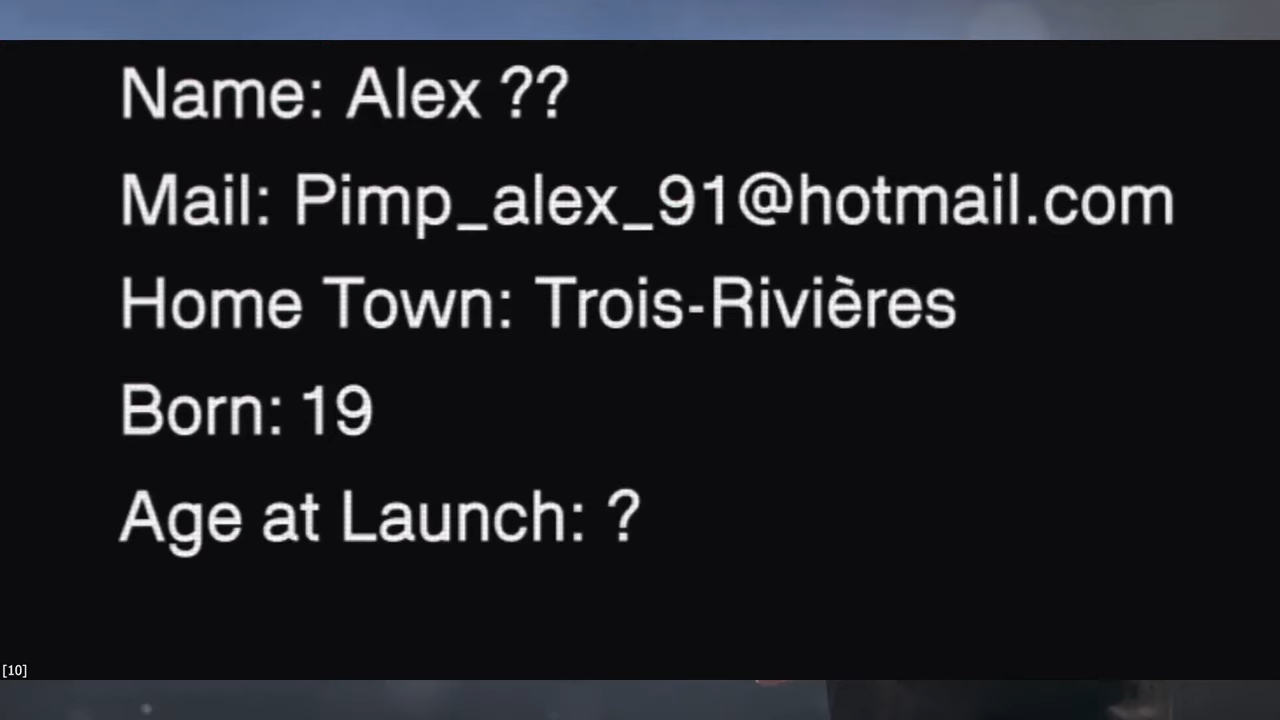 Name: Alex ??
Mail: Pimp_alex_91@hotmail.com
Home Town: Trois-Rivières
Born: 19
Age at Launch: ?
[10]